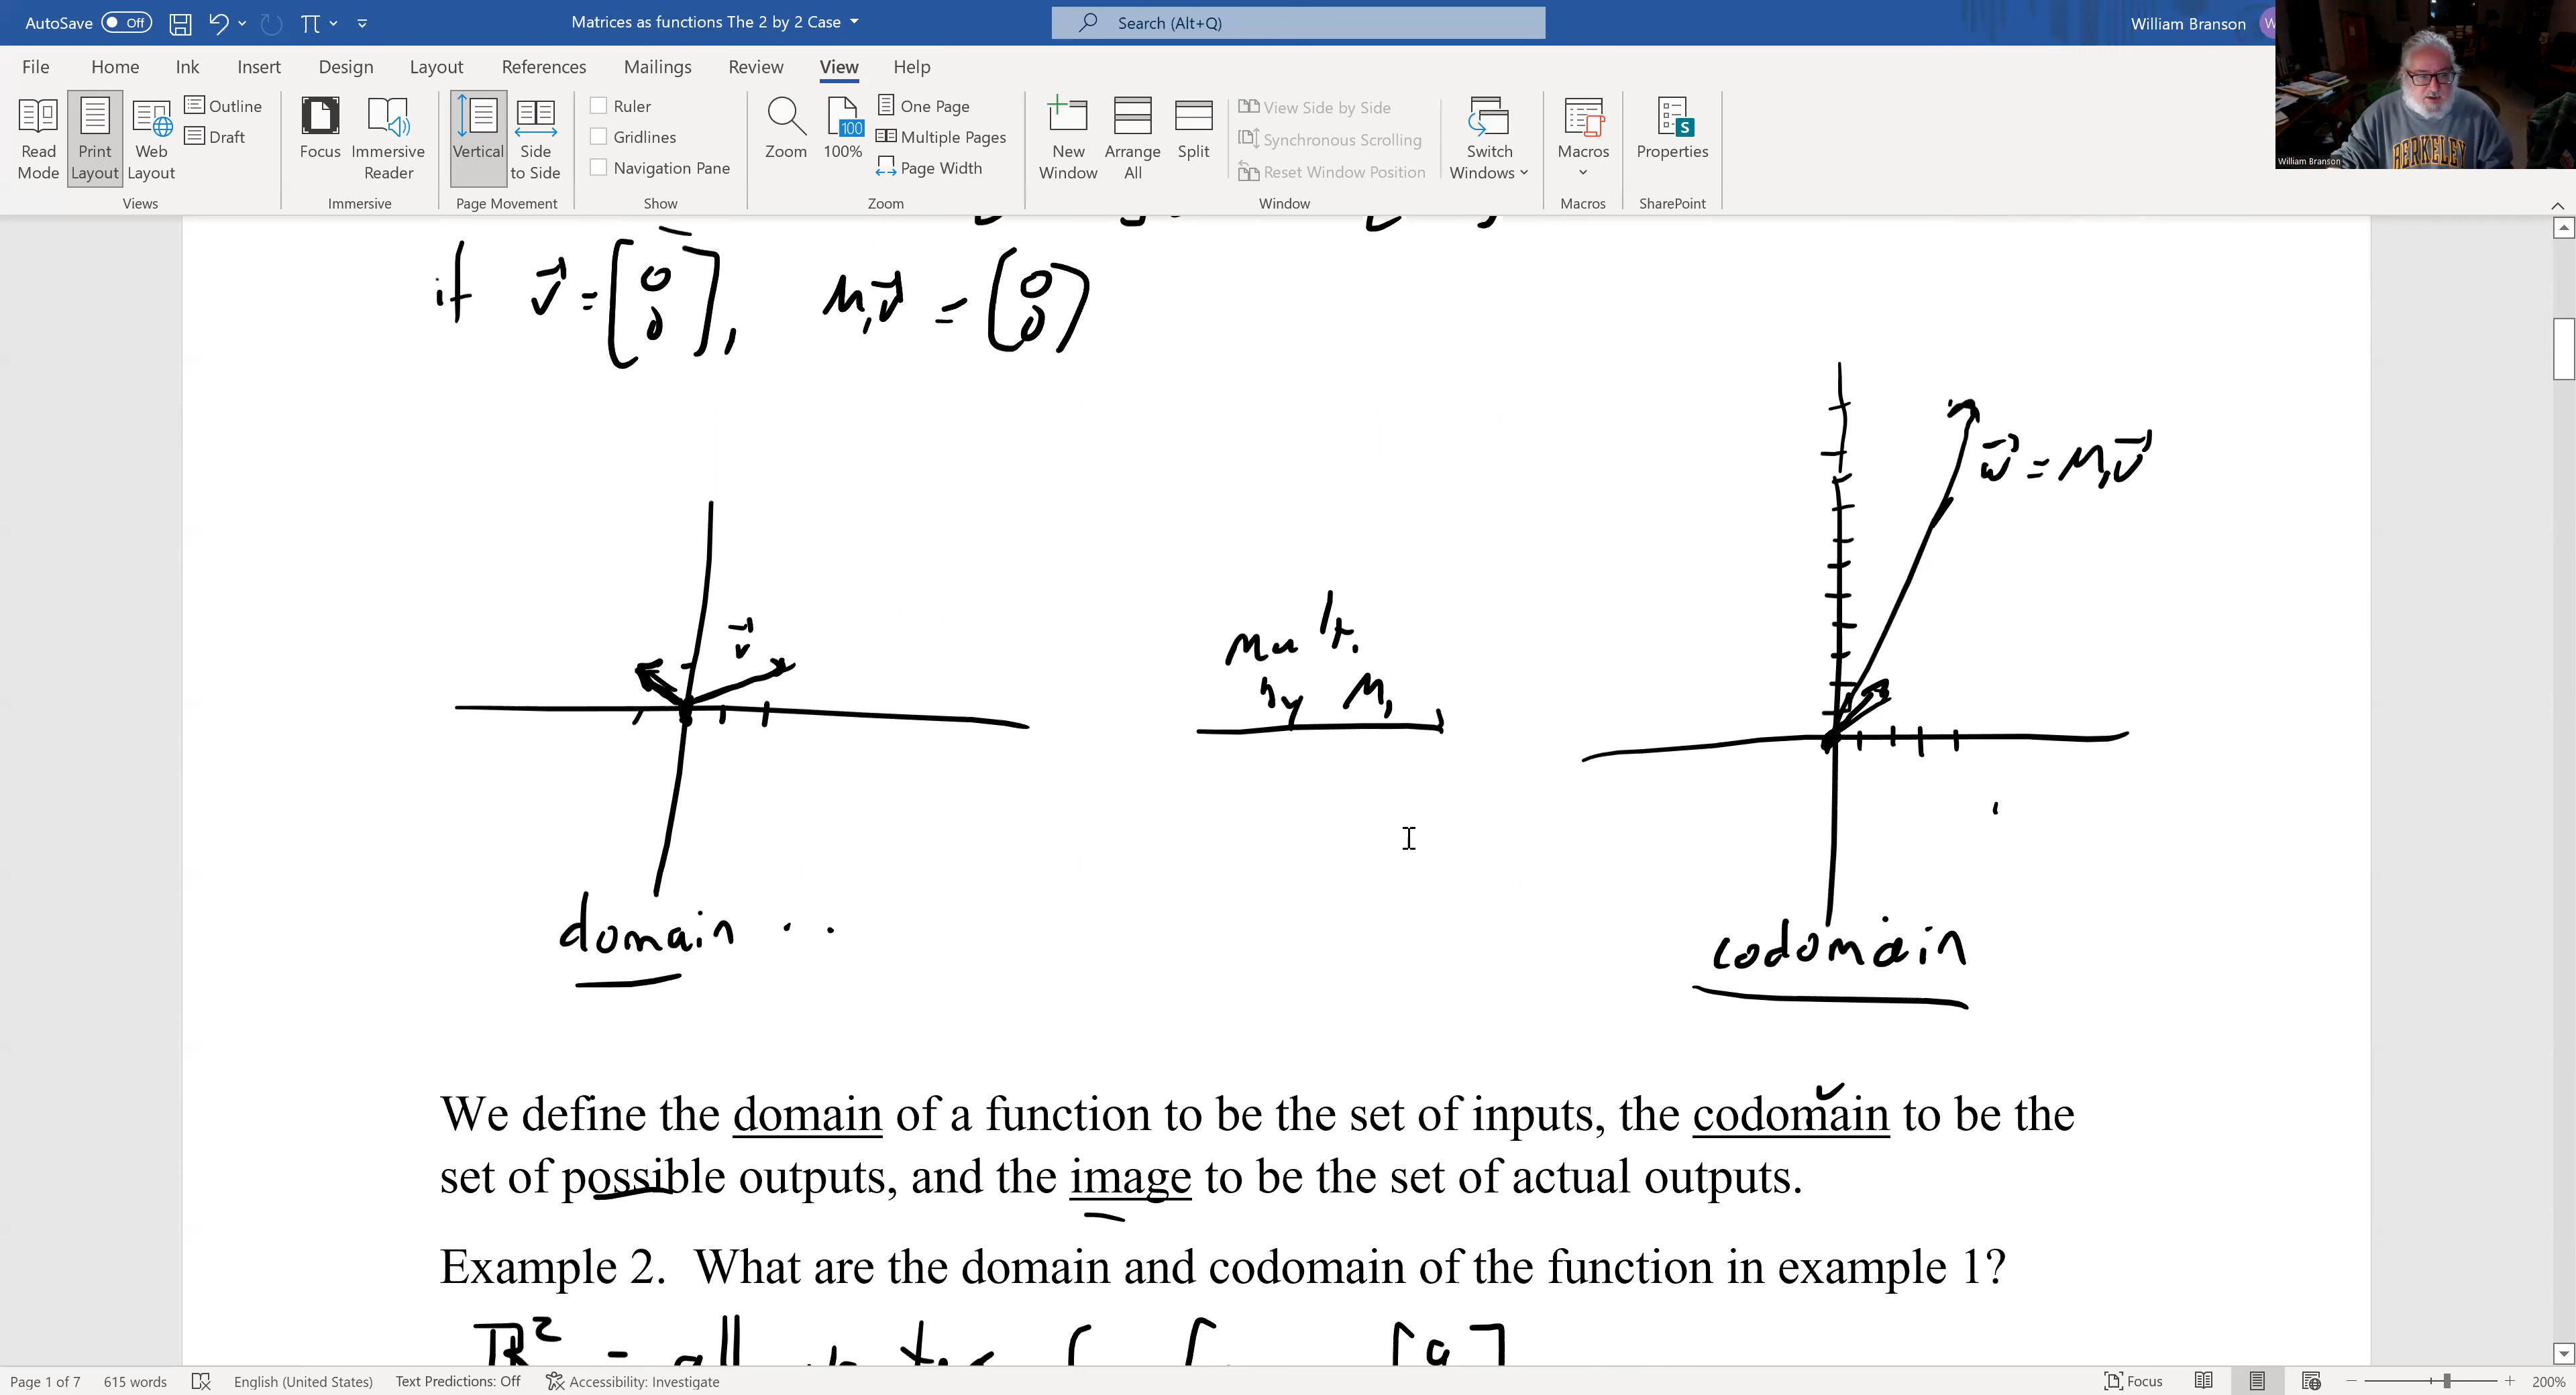 AutoSave Off Matrices as functions The 2 by 2 Case Search (Alt+Q) William Branson
File Home Ink Insert Design Layout References Mailings Review View Help
Read Mode Print Layout Web Layout Outline Draft Focus Immersive Reader Vertical Side to Side Ruler Gridlines Navigation Pane Zoom 100 100% One Page Multiple Pages Page Width New Window Arrange All Split View Side by Side Synchronous Scrolling Reset Window Position Switch Windows Macros S Properties
Views Immersive Page Movement Show Zoom Window Macros SharePoint
BERKELEY
William Branson
if v⃗ = [0 0], M₁v⃗ = [0 0]
w⃗ = M₁v⃗
v⃗
mult.
by M₁
domain ..
codomain
We define the domain of a function to be the set of inputs, the codomain to be the
set of possible outputs, and the image to be the set of actual outputs.
Example 2. What are the domain and codomain of the function in example 1?
ℝ² = all
Page 1 of 7 615 words English (United States) Text Predictions: Off Accessibility: Investigate Focus 200%